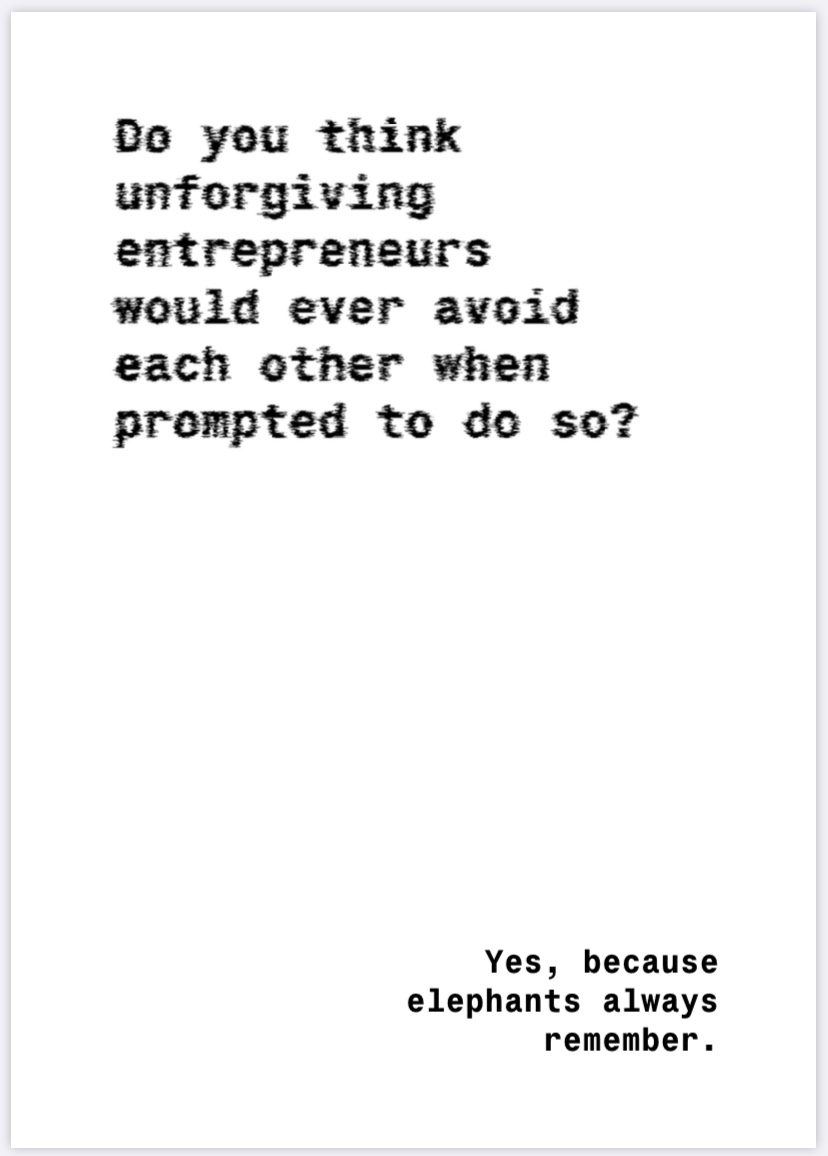 Do you think
unforgiving
entrepreneurs
would ever avoid
each other when
prompted to do so?
Yes, because
elephants always
remember.